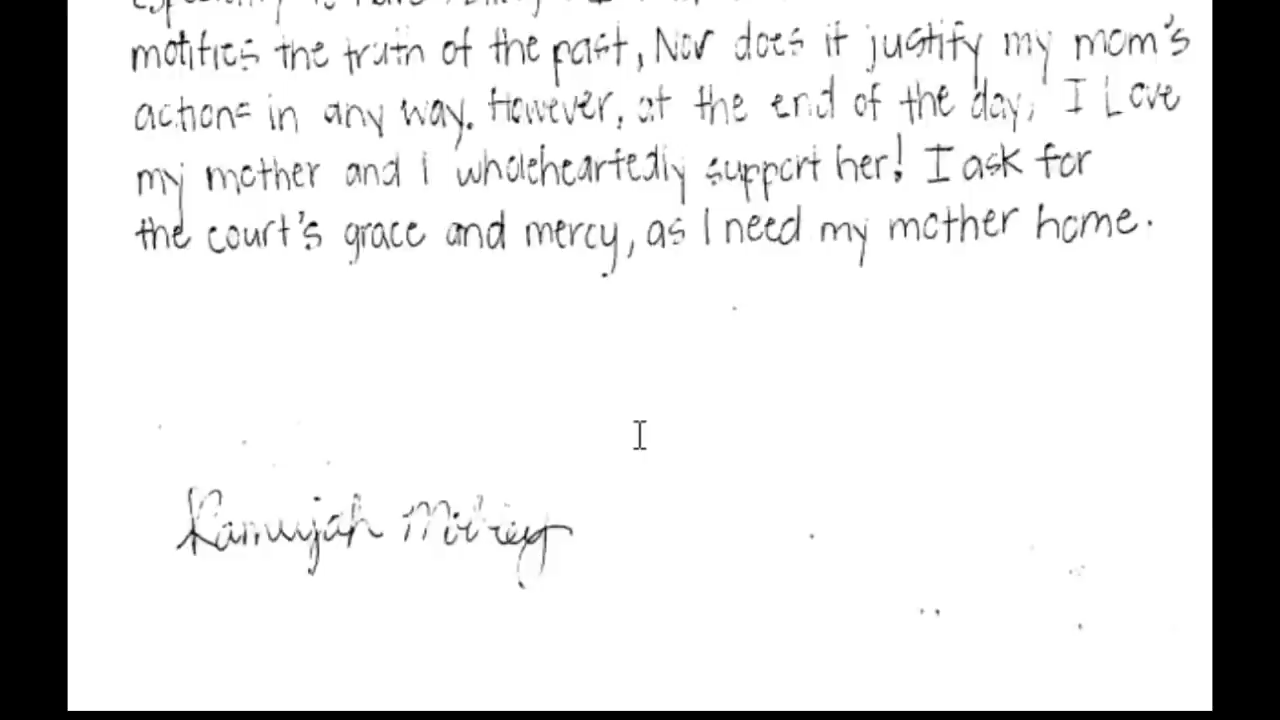 motifies the truth of the past, Nor does it justify my mom's
actions in any way. However, at the end of the day, I Love
my mother and I wholeheartedly support her! I ask for
the court's grace and mercy, as I need my mother home.
Kamiyah Mobley